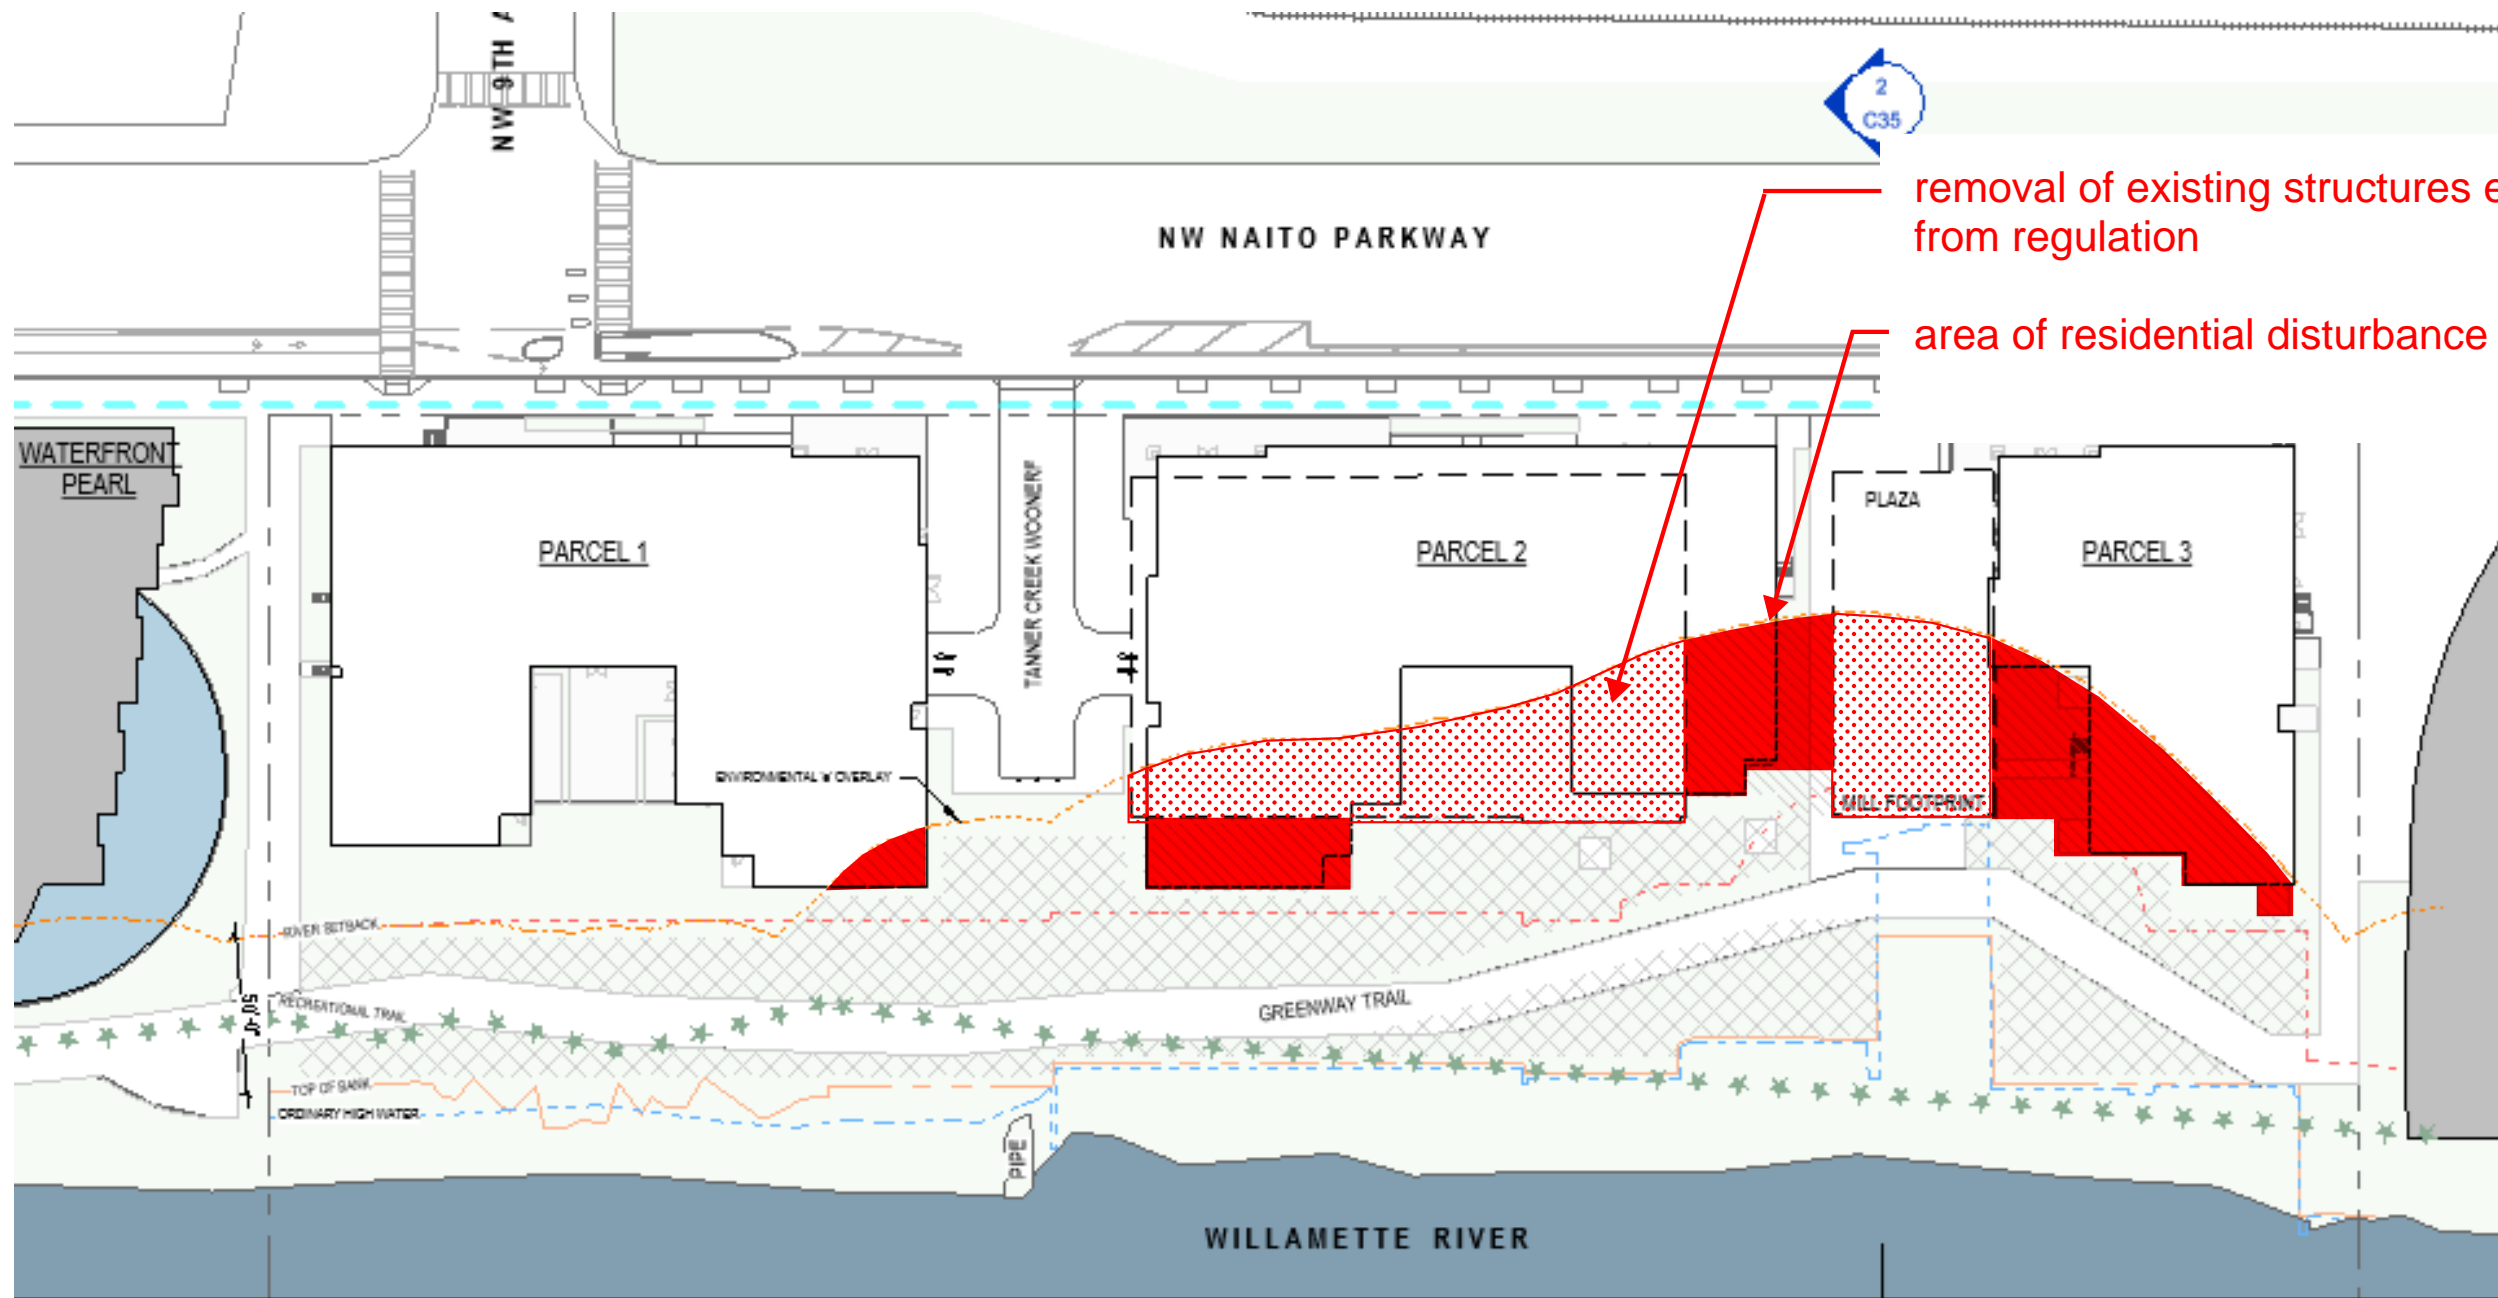 NW 9TH A
2
C35
removal of existing structures e
from regulation
NW NAITO PARKWAY
area of residential disturbance
WATERFRONT
PEARL
PARCEL 1
TANNER CREEK WOONERF
PARCEL 2
PLAZA
PARCEL 3
ENVIRONMENTAL 'e' OVERLAY
MILL FOOTPRINT
RIVER SETBACK
50'-0"
RECREATIONAL TRAIL
GREENWAY TRAIL
TOP OF BANK
ORDINARY HIGH WATER
PIPE
WILLAMETTE RIVER